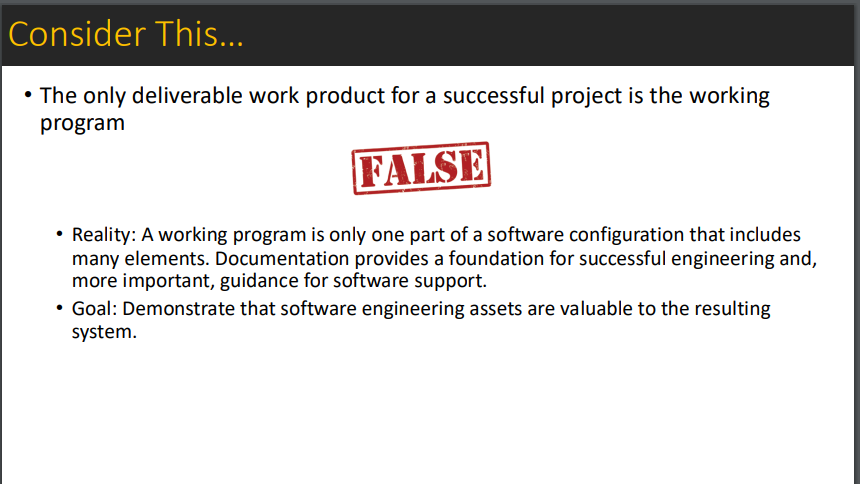 Consider This…
• The only deliverable work product for a successful project is the working
program
FALSE
• Reality: A working program is only one part of a software configuration that includes
many elements. Documentation provides a foundation for successful engineering and,
more important, guidance for software support.
• Goal: Demonstrate that software engineering assets are valuable to the resulting
system.